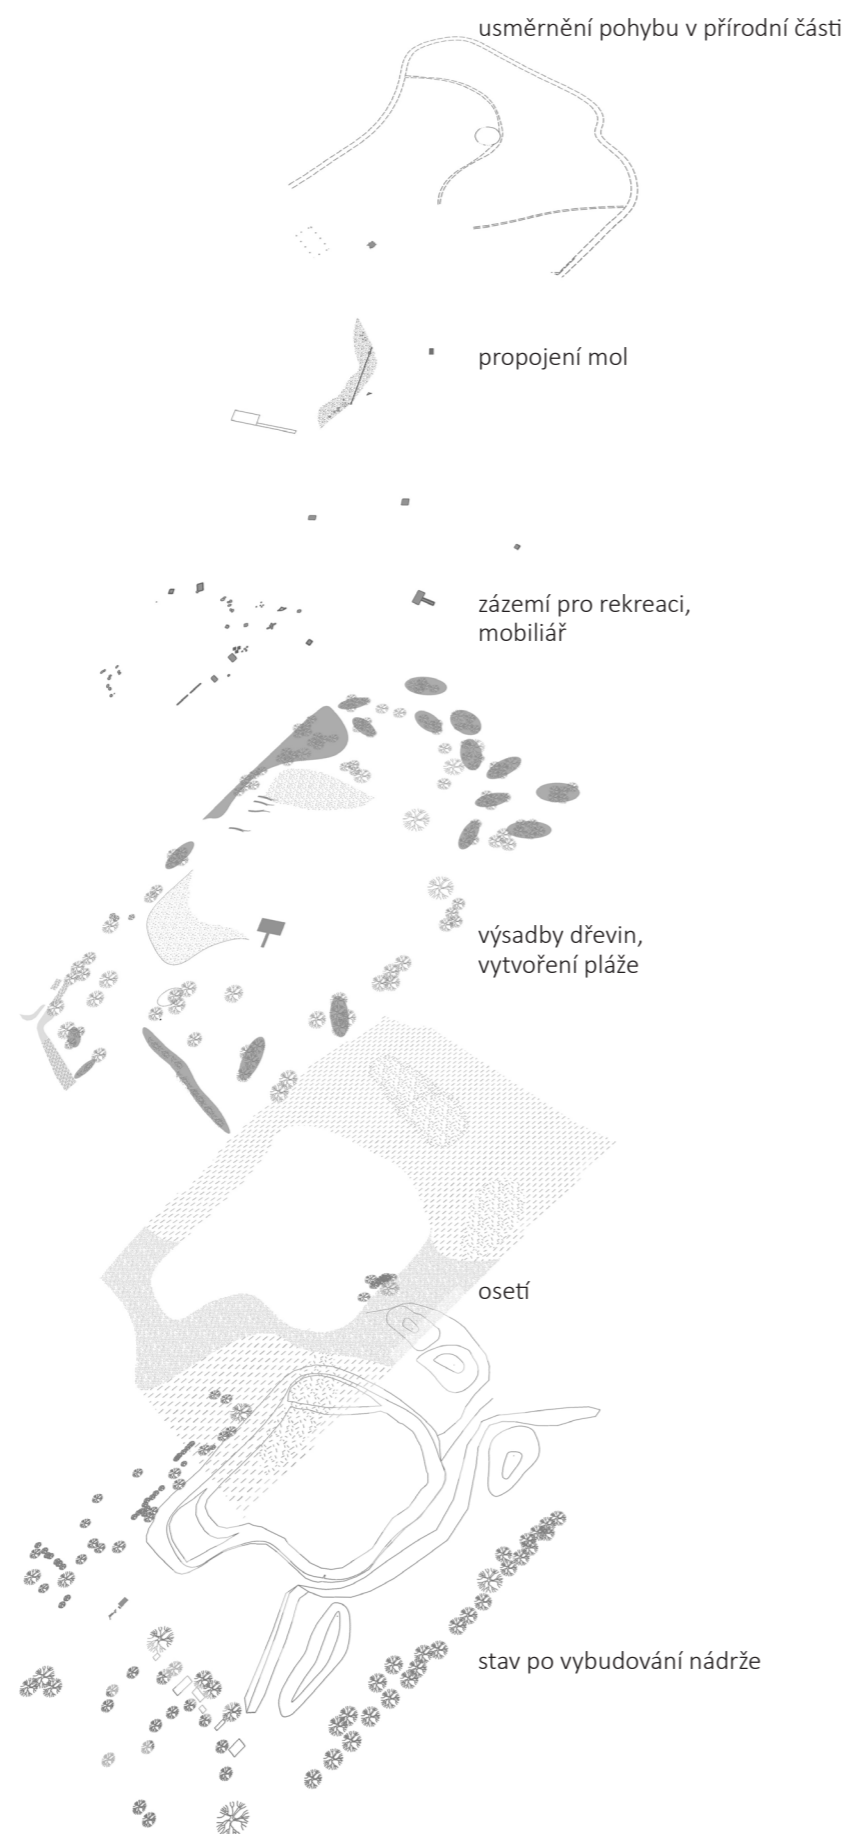 usměrnění pohybu v přírodní části
propojení mol
zázemí pro rekreaci,
mobiliář
výsadby dřevin,
vytvoření pláže
osetí
stav po vybudování nádrže